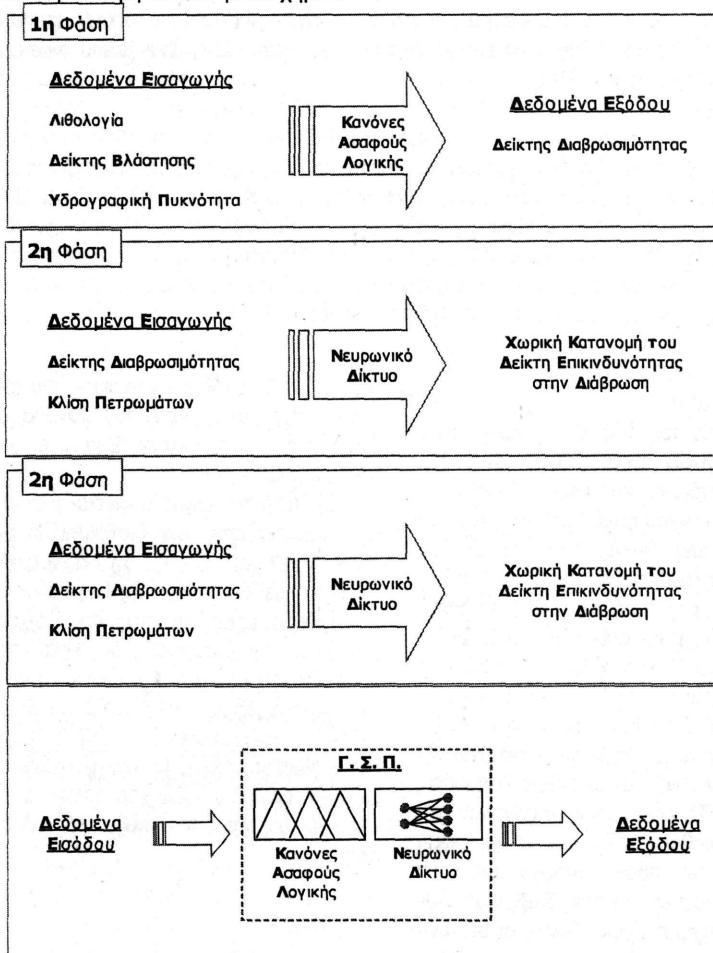 1η Φάση
Δεδομένα Εισαγωγής
Λιθολογία
Δείκτης Βλάστησης
Υδρογραφική Πυκνότητα
Κανόνες
Ασαφούς
Λογικής
Δεδομένα Εξόδου
Δείκτης Διαβρωσιμότητας
2η Φάση
Δεδομένα Εισαγωγής
Δείκτης Διαβρωσιμότητας
Κλίση Πετρωμάτων
Νευρωνικό
Δίκτυο
Χωρική Κατανομή του
Δείκτη Επικινδυνότητας
στην Διάβρωση
2η Φάση
Δεδομένα Εισαγωγής
Δείκτης Διαβρωσιμότητας
Κλίση Πετρωμάτων
Νευρωνικό
Δίκτυο
Χωρική Κατανομή του
Δείκτη Επικινδυνότητας
στην Διάβρωση
Δεδομένα
Εισόδου
Γ. Σ. Π.
Κανόνες
Ασαφούς
Λογικής
Νευρωνικό
Δίκτυο
Δεδομένα
Εξόδου